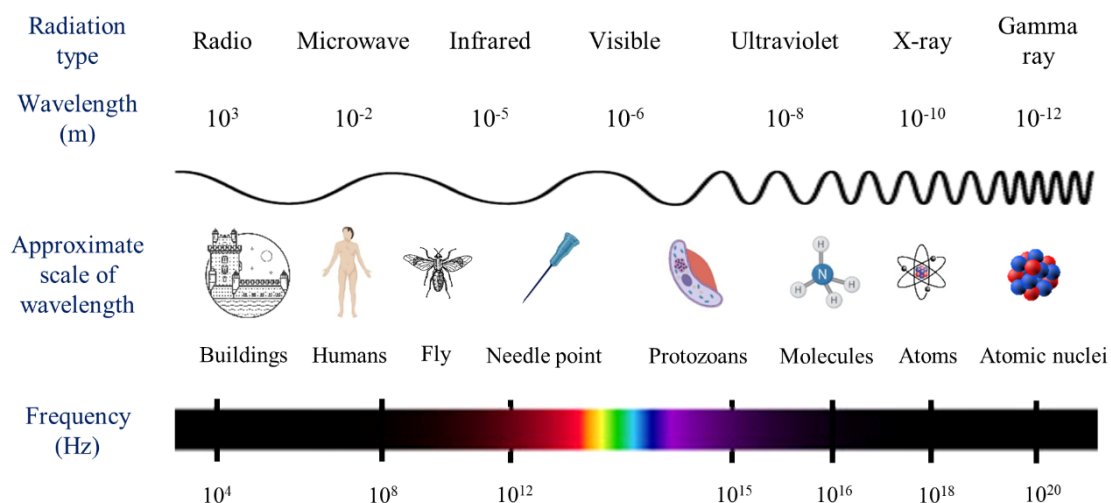 Radiation type Radio Microwave Infrared Visible Ultraviolet X-ray Gamma ray
Wavelength (m) 10³ 10⁻² 10⁻⁵ 10⁻⁶ 10⁻⁸ 10⁻¹⁰ 10⁻¹²
Approximate scale of wavelength
H
N
H
H
H
Buildings Humans Fly Needle point Protozoans Molecules Atoms Atomic nuclei
Frequency (Hz)
10⁴ 10⁸ 10¹² 10¹⁵ 10¹⁶ 10¹⁸ 10²⁰